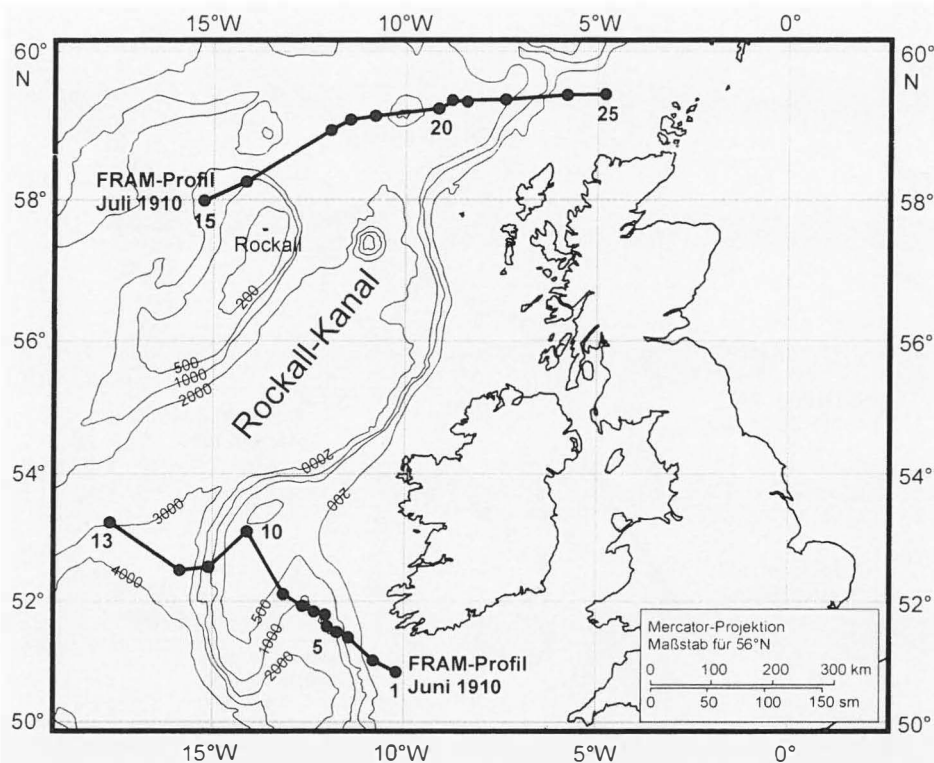 15°W 10°W 5°W 0°
60°
N
60°
N
20
25
FRAM-Profil
Juli 1910
15
58°
58°
Rockall
200
Rockall-Kanal
56°
56°
500
1000
2000
2000
200
54°
54°
3000
13
10
4000
52°
52°
500
1000
2000
5
FRAM-Profil
Juni 1910
1
Mercator-Projektion
Maßstab für 56°N
0 100 200 300 km
0 50 100 150 sm
50°
50°
15°W 10°W 5°W 0°